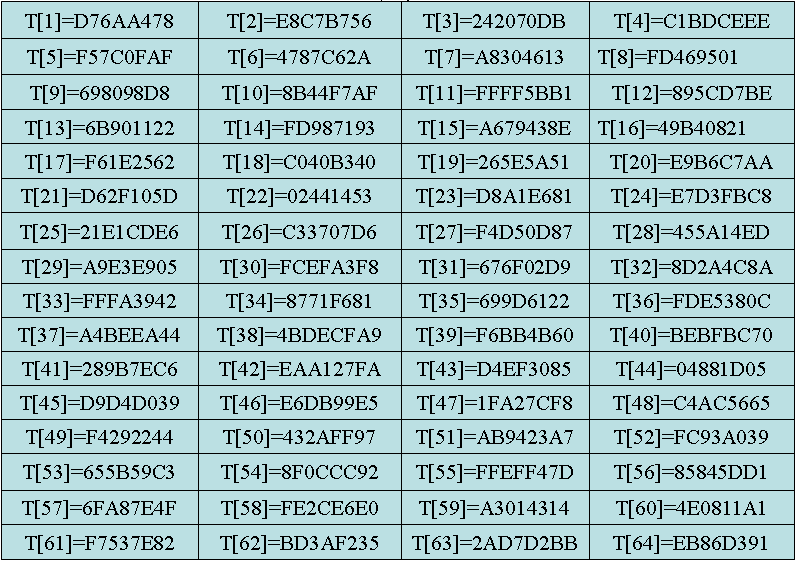 T[1]=D76AA478 T[2]=E8C7B756 T[3]=242070DB T[4]=C1BDCEEE
T[5]=F57C0FAF T[6]=4787C62A T[7]=A8304613 T[8]=FD469501
T[9]=698098D8 T[10]=8B44F7AF T[11]=FFFF5BB1 T[12]=895CD7BE
T[13]=6B901122 T[14]=FD987193 T[15]=A679438E T[16]=49B40821
T[17]=F61E2562 T[18]=C040B340 T[19]=265E5A51 T[20]=E9B6C7AA
T[21]=D62F105D T[22]=02441453 T[23]=D8A1E681 T[24]=E7D3FBC8
T[25]=21E1CDE6 T[26]=C33707D6 T[27]=F4D50D87 T[28]=455A14ED
T[29]=A9E3E905 T[30]=FCEFA3F8 T[31]=676F02D9 T[32]=8D2A4C8A
T[33]=FFFA3942 T[34]=8771F681 T[35]=699D6122 T[36]=FDE5380C
T[37]=A4BEEA44 T[38]=4BDECFA9 T[39]=F6BB4B60 T[40]=BEBFBC70
T[41]=289B7EC6 T[42]=EAA127FA T[43]=D4EF3085 T[44]=04881D05
T[45]=D9D4D039 T[46]=E6DB99E5 T[47]=1FA27CF8 T[48]=C4AC5665
T[49]=F4292244 T[50]=432AFF97 T[51]=AB9423A7 T[52]=FC93A039
T[53]=655B59C3 T[54]=8F0CCC92 T[55]=FFEFF47D T[56]=85845DD1
T[57]=6FA87E4F T[58]=FE2CE6E0 T[59]=A3014314 T[60]=4E0811A1
T[61]=F7537E82 T[62]=BD3AF235 T[63]=2AD7D2BB T[64]=EB86D391